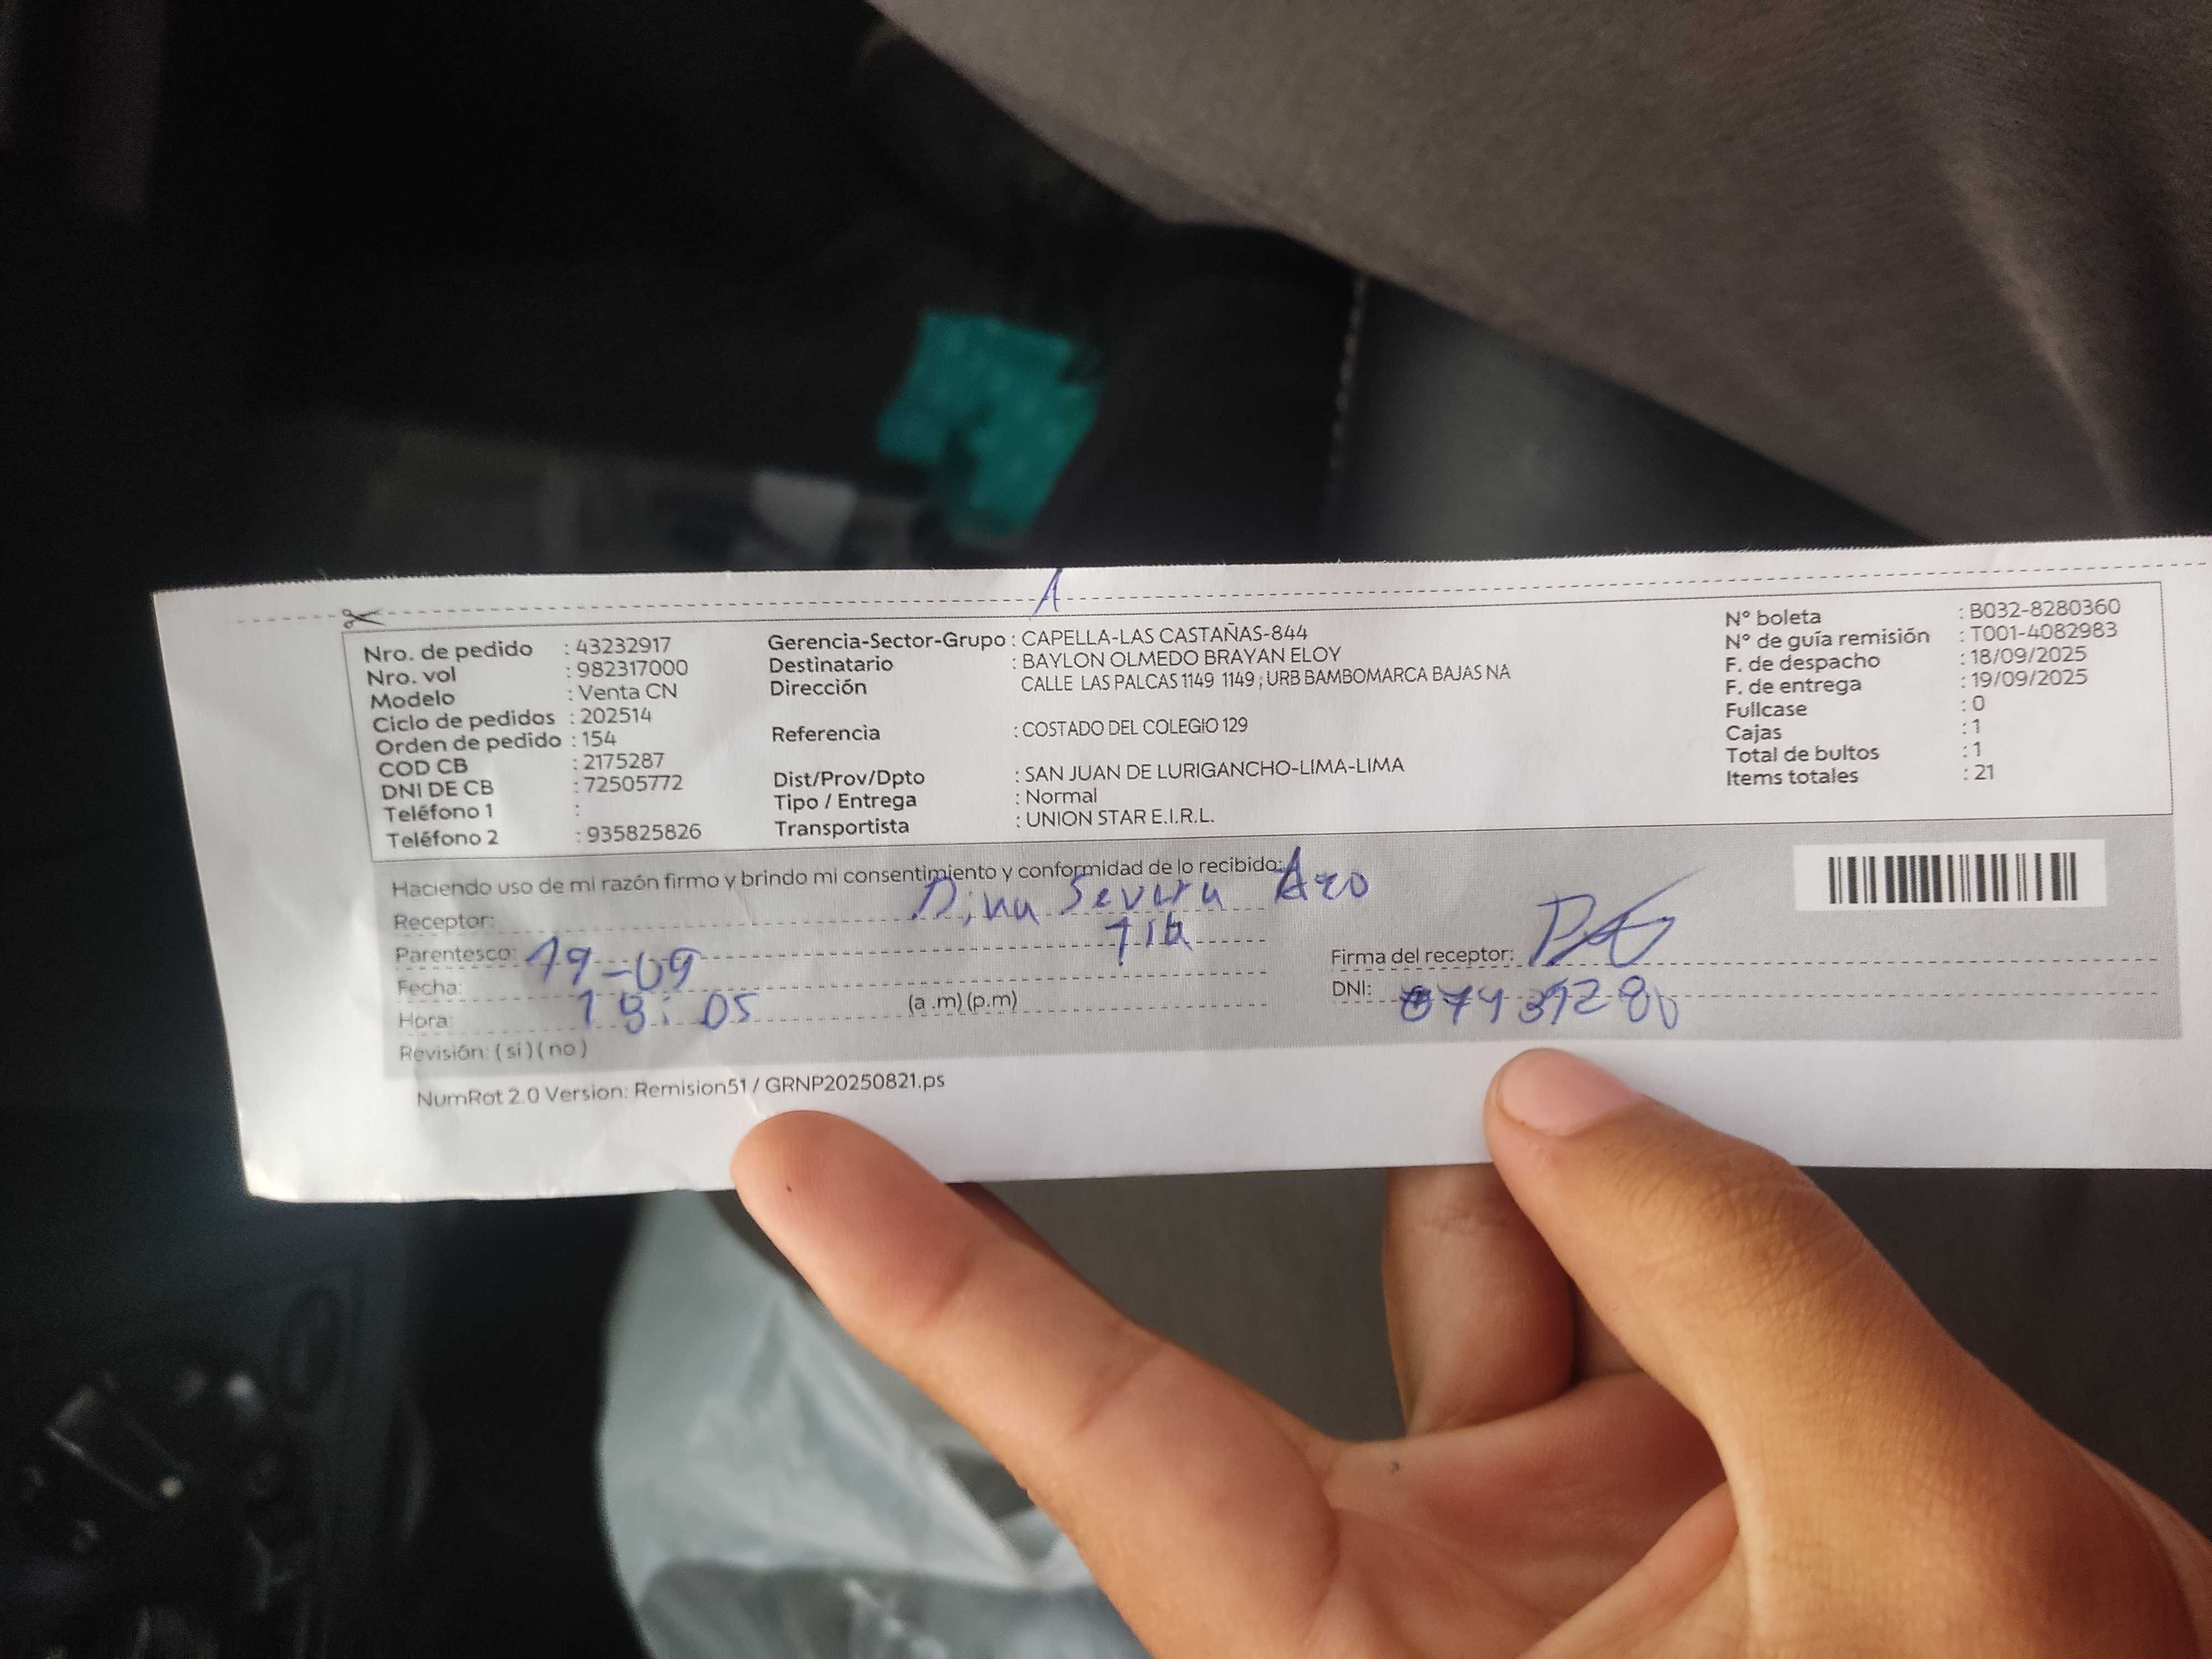 A
Nro. de pedido : 43232917
Nro. vol : 982317000
Modelo : Venta CN
Ciclo de pedidos : 202514
Orden de pedido : 154
COD CB : 2175287
DNI DE CB : 72505772
Teléfono 1 :
Teléfono 2 : 935825826
Gerencia-Sector-Grupo : CAPELLA-LAS CASTAÑAS-844
Destinatario : BAYLON OLMEDO BRAYAN ELOY
Dirección CALLE LAS PALCAS 1149 1149 ; URB BAMBOMARCA BAJAS NA
Referencia : COSTADO DEL COLEGIO 129
Dist/Prov/Dpto : SAN JUAN DE LURIGANCHO-LIMA-LIMA
Tipo / Entrega : Normal
Transportista : UNION STAR E.I.R.L.
N° boleta : B032-8280360
N° de guía remisión : T001-4082983
F. de despacho : 18/09/2025
F. de entrega : 19/09/2025
Fullcase : 0
Cajas : 1
Total de bultos : 1
Items totales : 21
Haciendo uso de mi razón firmo y brindo mi consentimiento y conformidad de lo recibido:
Receptor: Dina
Parentesco: Tia
Fecha: 19-09
Hora: : 05 (a .m) (p.m)
Revisión: ( si ) ( no )
Firma del receptor:
DNI:
NumRot 2.0 Version: Remision51 / GRNP20250821.ps